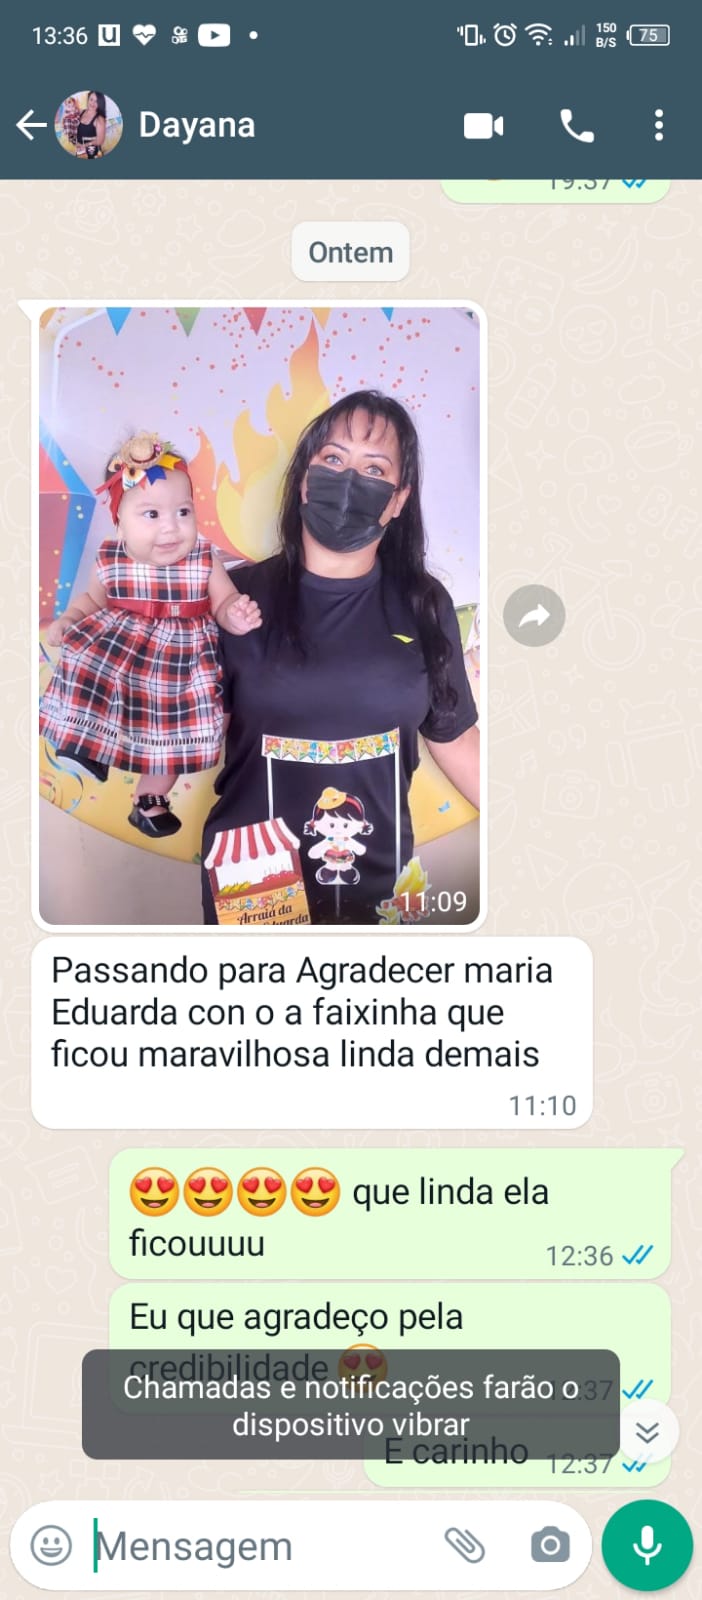 13:36
150
B/S
75
Dayana
19:37
Ontem
Arraiá da
11:09
Passando para Agradecer maria
Eduarda con o a faixinha que
ficou maravilhosa linda demais
11:10
😍😍😍😍 que linda ela
ficouuuu
12:36
Eu que agradeço pela
credibilidade 😍
12:37
Chamadas e notificações farão o
dispositivo vibrar
E carinho
12:37
Mensagem